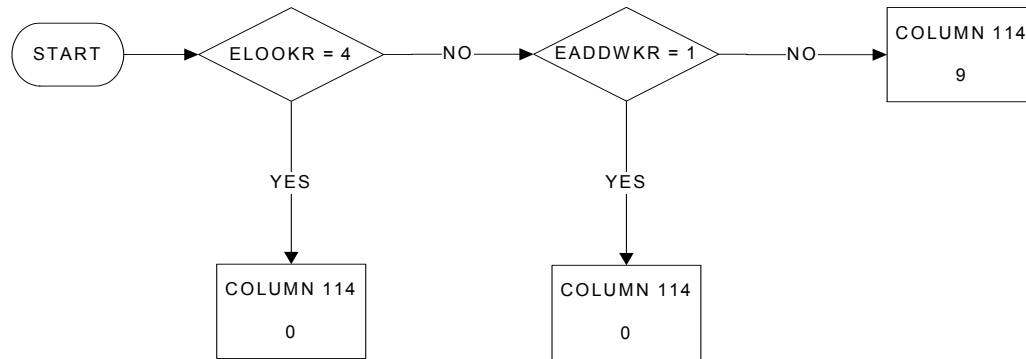 START
ELOOKR = 4
NO
EADDWKR = 1
NO
COLUMN 114
9
YES
YES
COLUMN 114
0
COLUMN 114
0